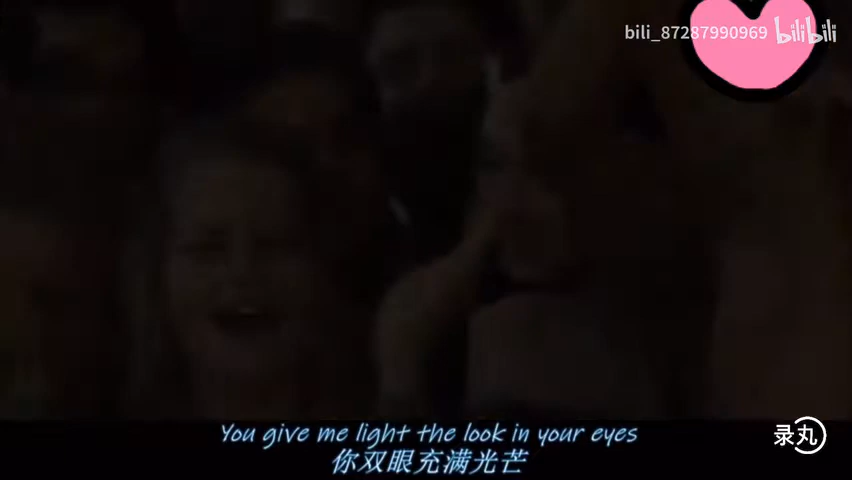 bili_87287990969 bilibili
You give me light the look in your eyes
你双眼充满光芒
录丸